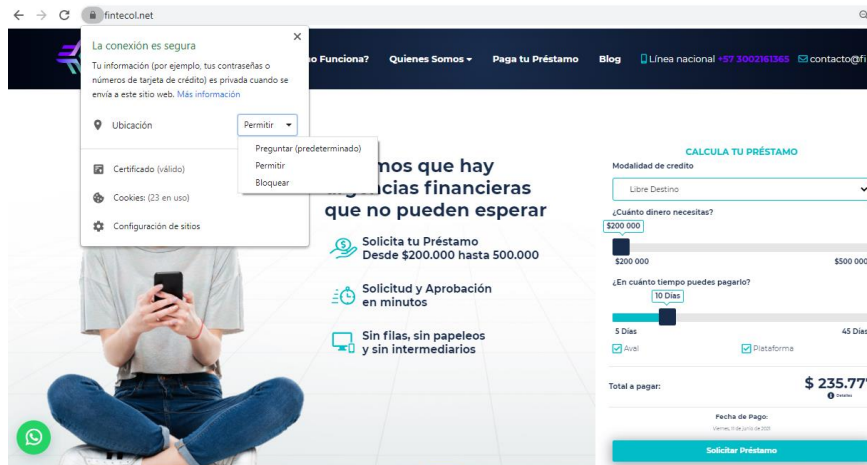 fintecol.net
La conexión es segura
Tu información (por ejemplo, tus contraseñas o
números de tarjeta de crédito) es privada cuando se
envía a este sitio web. Más información
Ubicación
Permitir
Preguntar (predeterminado)
Permitir
Bloquear
Certificado (válido)
Cookies: (23 en uso)
Configuración de sitios
Funciona?
Quienes Somos
Paga tu Préstamo
Blog
Línea nacional +57 3002161365
contacto@fi
que hay
financieras
que no pueden esperar
Solicita tu Préstamo
Desde $200.000 hasta 500.000
Solicitud y Aprobación
en minutos
Sin filas, sin papeleos
y sin intermediarios
CALCULA TU PRÉSTAMO
Modalidad de credito
Libre Destino
¿Cuánto dinero necesitas?
$200 000
$200 000
$500 000
¿En cuánto tiempo puedes pagarlo?
10 Días
5 Días
45 Días
Aval
Plataforma
Total a pagar:
$ 235.77
Detalles
Fecha de Pago:
Solicitar Préstamo